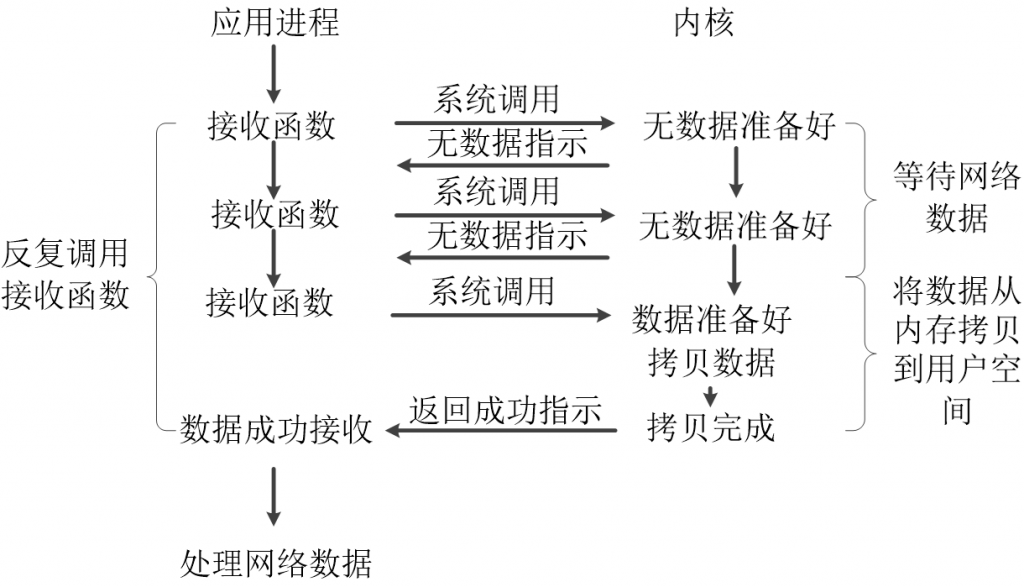 应用进程
内核
系统调用
接收函数
无数据准备好
无数据指示
等待网络
数据
系统调用
接收函数
无数据准备好
无数据指示
反复调用
接收函数
系统调用
接收函数
数据准备好
将数据从
内存拷贝
到用户空
间
拷贝数据
返回成功指示
数据成功接收
拷贝完成
处理网络数据